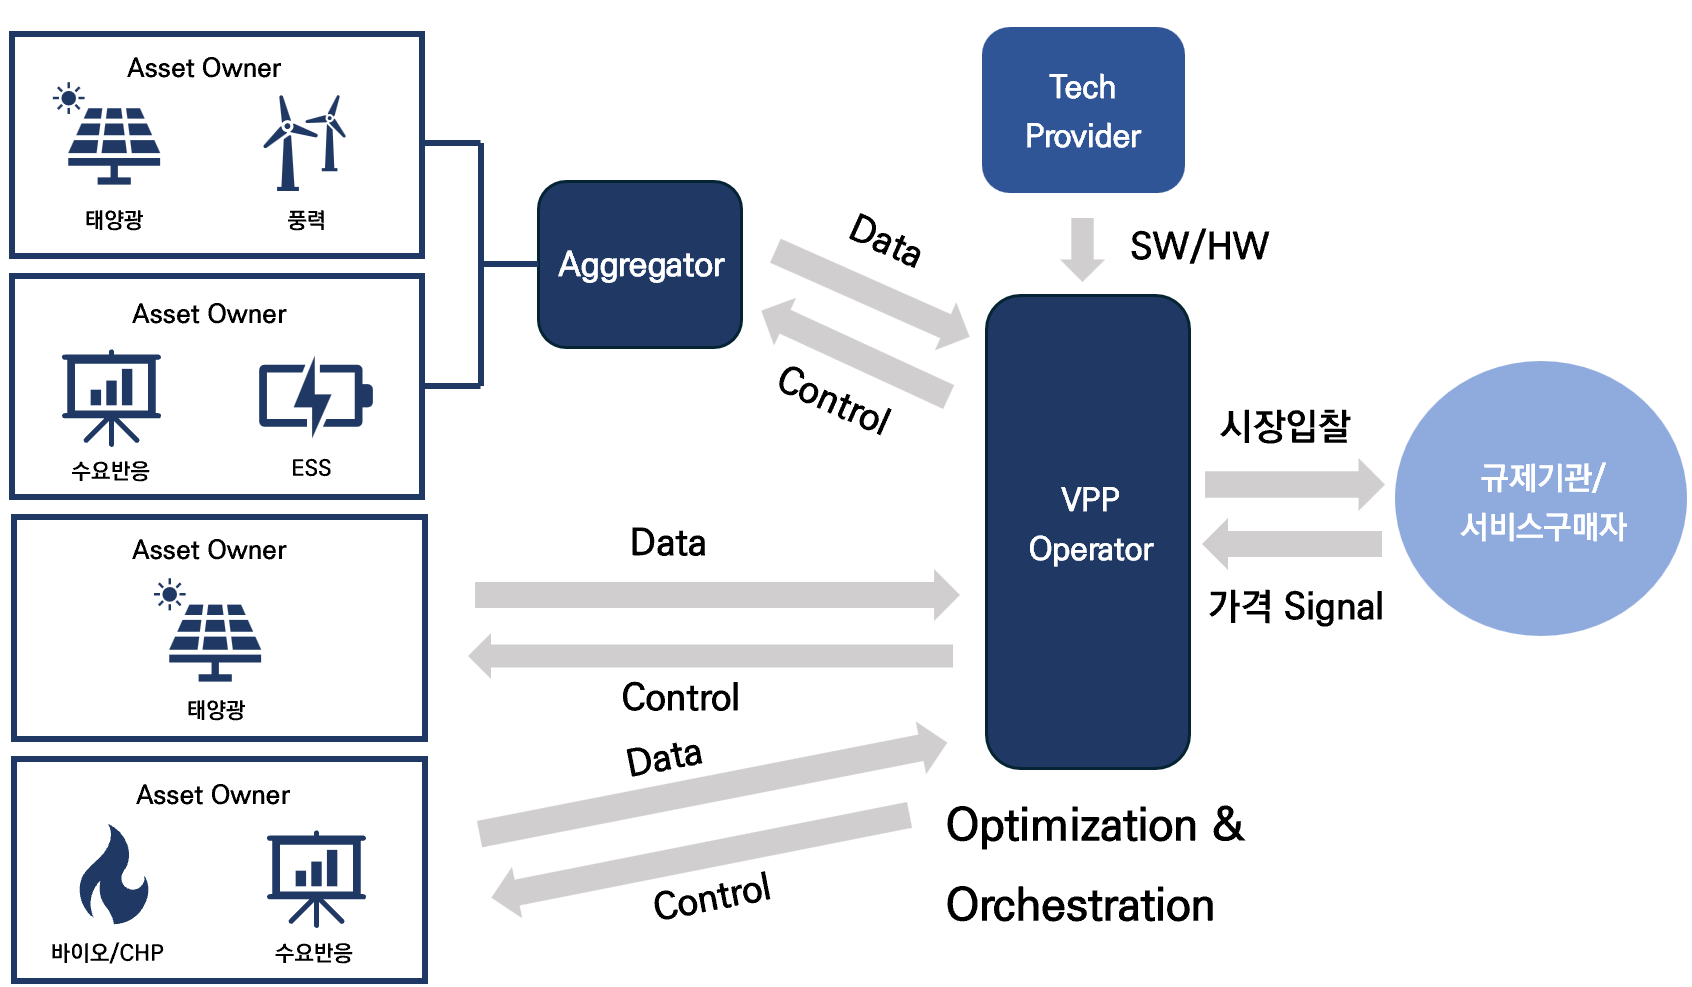 Asset Owner
태양광
풍력
Asset Owner
수요반응
ESS
Asset Owner
태양광
Asset Owner
바이오/CHP
수요반응
Aggregator
Data
Control
Data
Control
Data
Control
Tech
Provider
SW/HW
VPP
Operator
Optimization &
Orchestration
시장입찰
가격 Signal
규제기관/
서비스구매자